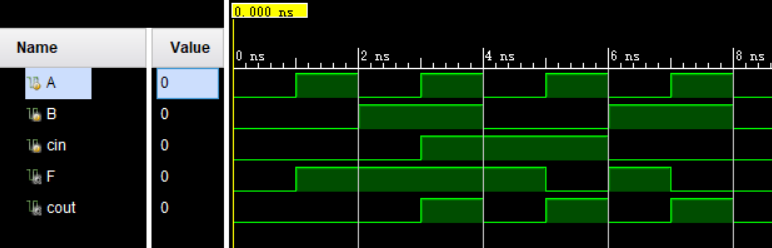 0.000 ns
Name Value
0 ns 2 ns 4 ns 6 ns 8 ns
A 0
B 0
cin 0
F 0
cout 0